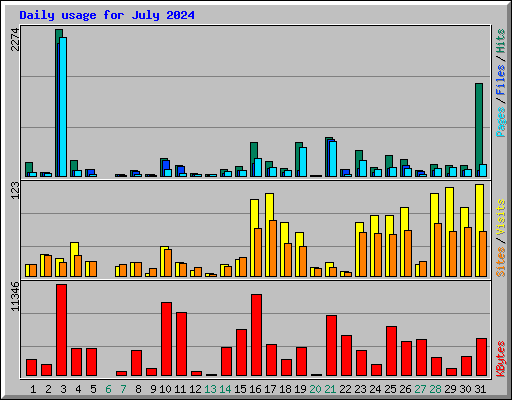 Daily usage for July 2024
2274
Pages / Files / Hits
123
Sites / Visits
11346
KBytes
1 2 3 4 5 6 7 8 9 10 11 12 13 14 15 16 17 18 19 20 21 22 23 24 25 26 27 28 29 30 31